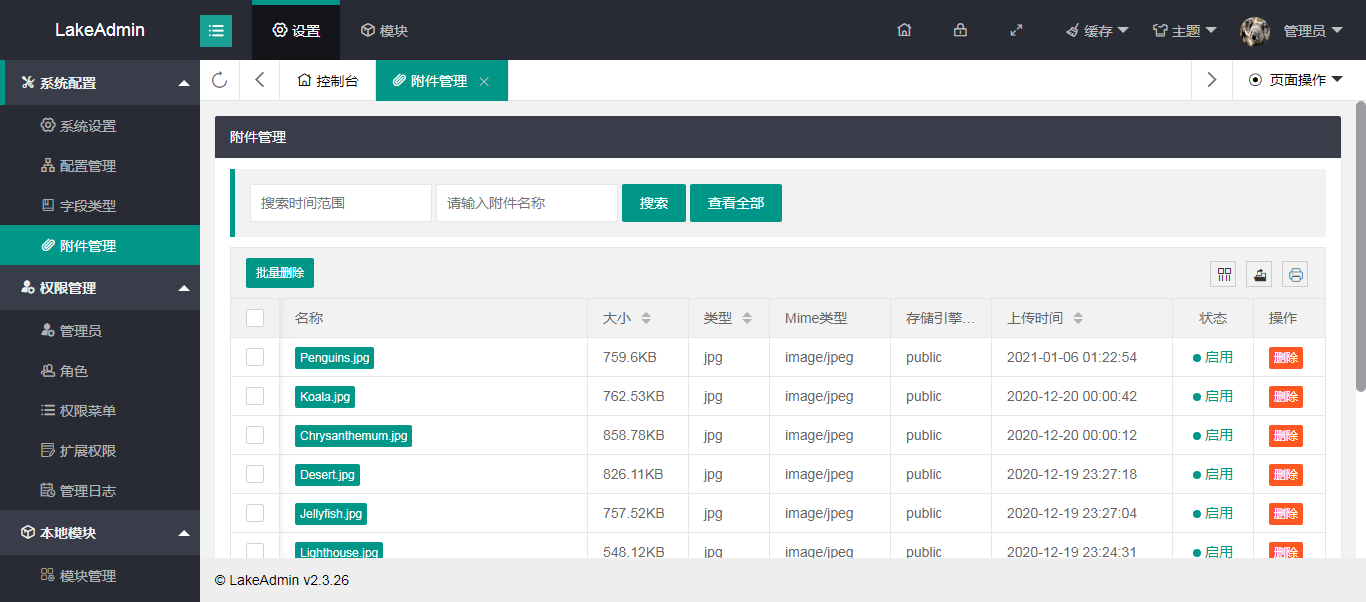 LakeAdmin
设置
模块
缓存
主题
管理员
系统配置
系统设置
配置管理
字段类型
附件管理
权限管理
管理员
角色
权限菜单
扩展权限
管理日志
本地模块
模块管理
控制台
附件管理
页面操作
附件管理
搜索时间范围
请输入附件名称
搜索
查看全部
批量删除
名称 大小 类型 Mime类型 存储引擎... 上传时间 状态 操作
Penguins.jpg 759.6KB jpg image/jpeg public 2021-01-06 01:22:54 启用 删除
Koala.jpg 762.53KB jpg image/jpeg public 2020-12-20 00:00:42 启用 删除
Chrysanthemum.jpg 858.78KB jpg image/jpeg public 2020-12-20 00:00:12 启用 删除
Desert.jpg 826.11KB jpg image/jpeg public 2020-12-19 23:27:18 启用 删除
Jellyfish.jpg 757.52KB jpg image/jpeg public 2020-12-19 23:27:04 启用 删除
Lighthouse.jpg 548.12KB jpg image/jpeg public 2020-12-19 23:24:31 启用 删除
© LakeAdmin v2.3.26